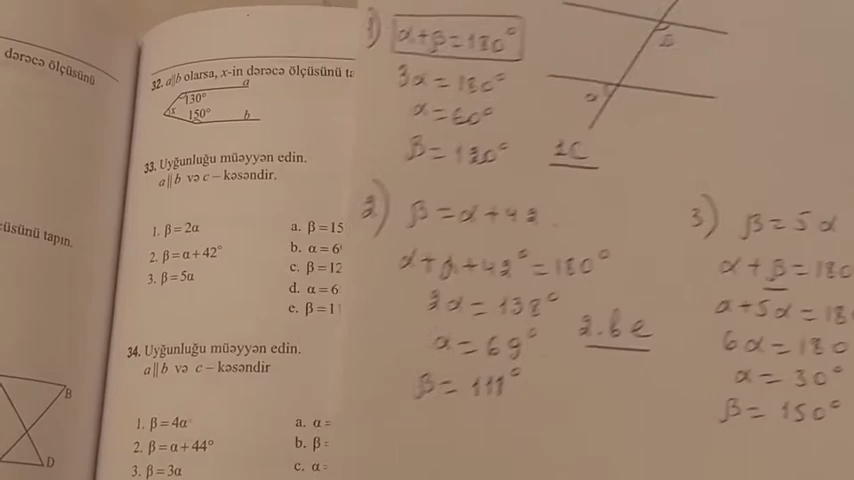 dərəcə ölçüsünü
çüsünü tapın.
B
D
32. a||b olarsa, x-in dərəcə ölçüsünü ta
a
130°
x
150°
b
33. Uyğunluğu müəyyən edin.
a||b və c – kəsəndir.
1. β = 2α
2. β = α + 42°
3. β = 5α
a. β = 15
b. α = 6
c. β = 12
d. α = 6
e. β = 1
34. Uyğunluğu müəyyən edin.
a||b və c – kəsəndir
1. β = 4α
2. β = α + 44°
3. β = 3α
a. α =
b. β =
c. α =
1) α + β = 180°
3α = 180°
α = 60°
β = 120°
1C
β
α
2) β = α + 42
α + α + 42° = 180°
2α = 138°
α = 69°
β = 111°
2. b e
3) β = 5α
α + β = 180
α + 5α = 18
6α = 180
α = 30°
β = 150°